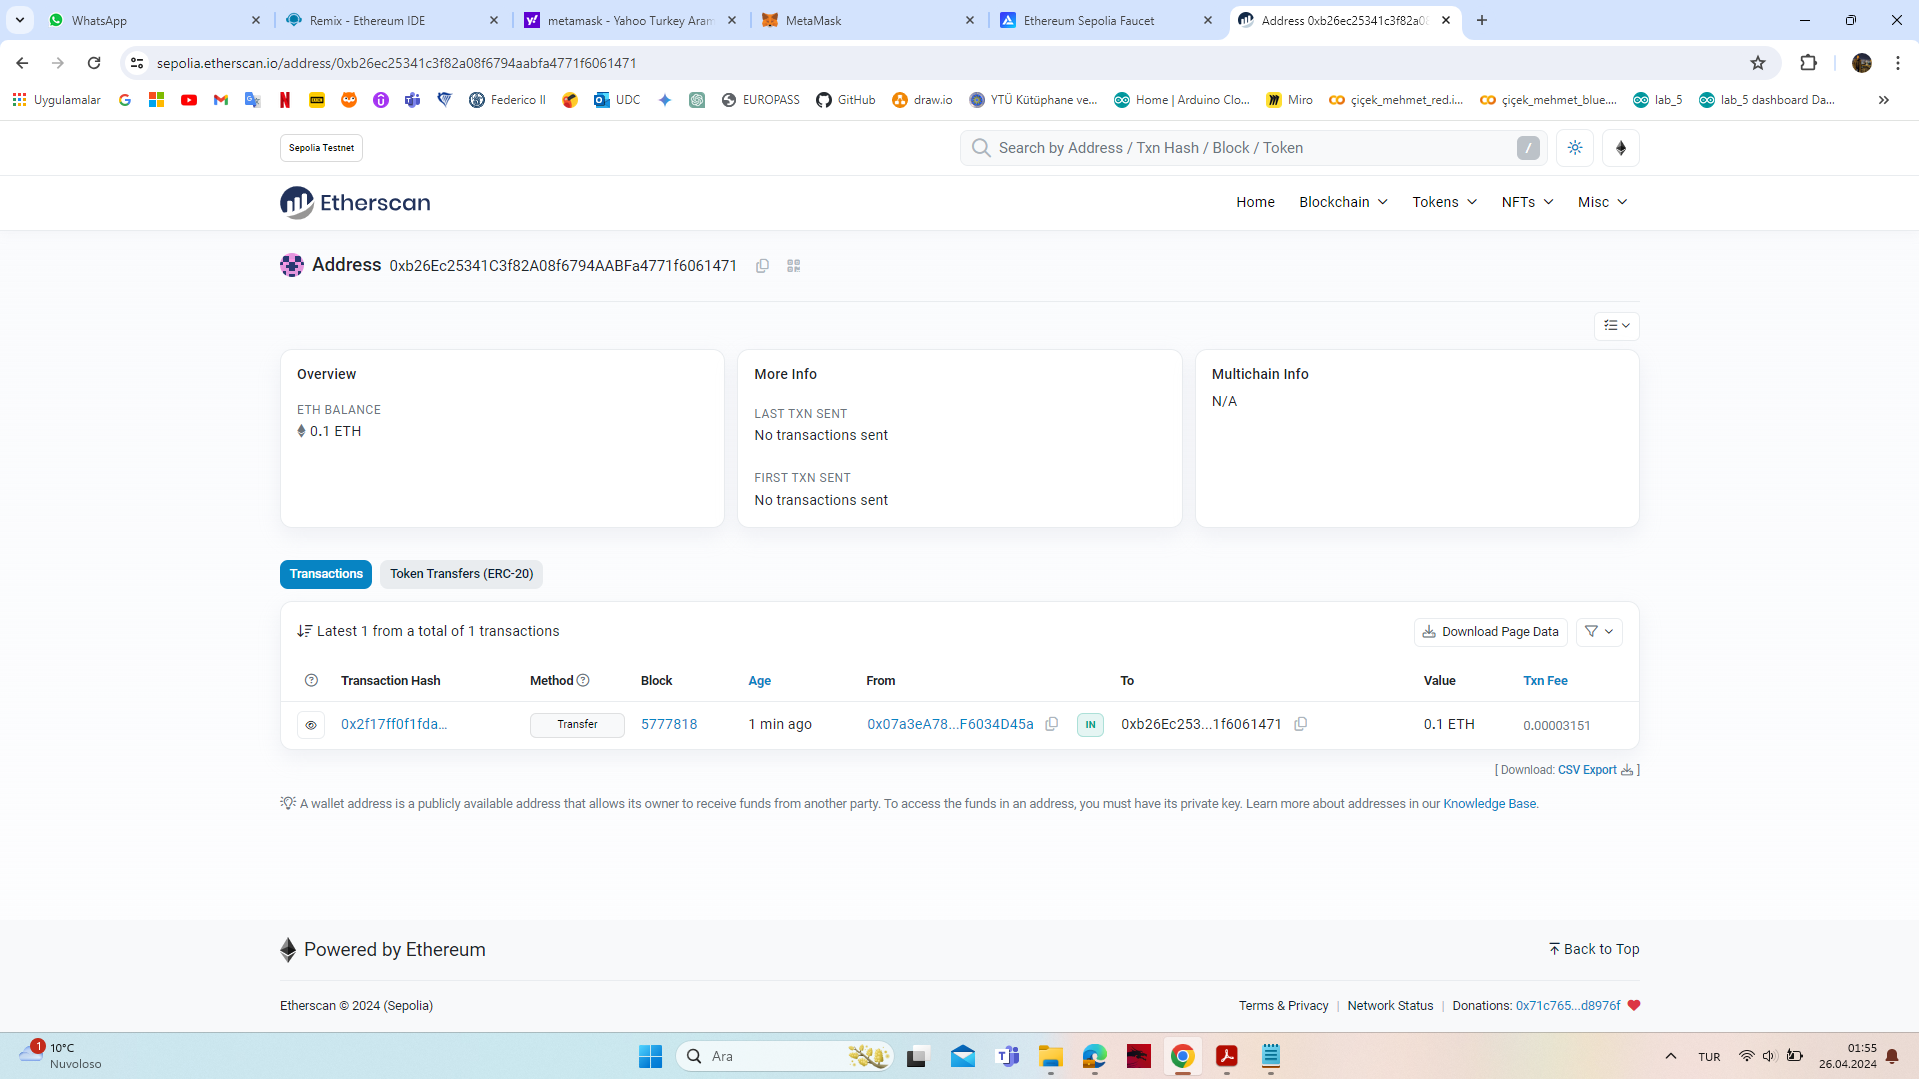 WhatsApp
Remix - Ethereum IDE
metamask - Yahoo Turkey Aram
MetaMask
Ethereum Sepolia Faucet
Address 0xb26ec25341c3f82a08
sepolia.etherscan.io/address/0xb26ec25341c3f82a08f6794aabfa4771f6061471
Uygulamalar
Federico II
UDC
EUROPASS
GitHub
draw.io
YTÜ Kütüphane ve...
Home | Arduino Clo...
Miro
çiçek_mehmet_red.i...
çiçek_mehmet_blue....
lab_5
lab_5 dashboard Da...
Sepolia Testnet
Search by Address / Txn Hash / Block / Token
/
Etherscan
Home
Blockchain
Tokens
NFTs
Misc
Address 0xb26Ec25341C3f82A08f6794AABFa4771f6061471
Overview
ETH BALANCE
0.1 ETH
More Info
LAST TXN SENT
No transactions sent
FIRST TXN SENT
No transactions sent
Multichain Info
N/A
Transactions
Token Transfers (ERC-20)
Latest 1 from a total of 1 transactions
Download Page Data
Transaction Hash Method Block Age From To Value Txn Fee
0x2f17ff0f1fda... Transfer 5777818 1 min ago 0x07a3eA78...F6034D45a IN 0xb26Ec253...1f6061471 0.1 ETH 0.00003151
[ Download: CSV Export ]
A wallet address is a publicly available address that allows its owner to receive funds from another party. To access the funds in an address, you must have its private key. Learn more about addresses in our Knowledge Base.
Powered by Ethereum
Back to Top
Etherscan © 2024 (Sepolia)
Terms & Privacy | Network Status | Donations: 0x71c765...d8976f
1
10°C
Nuvoloso
Ara
TUR
01:55
26.04.2024